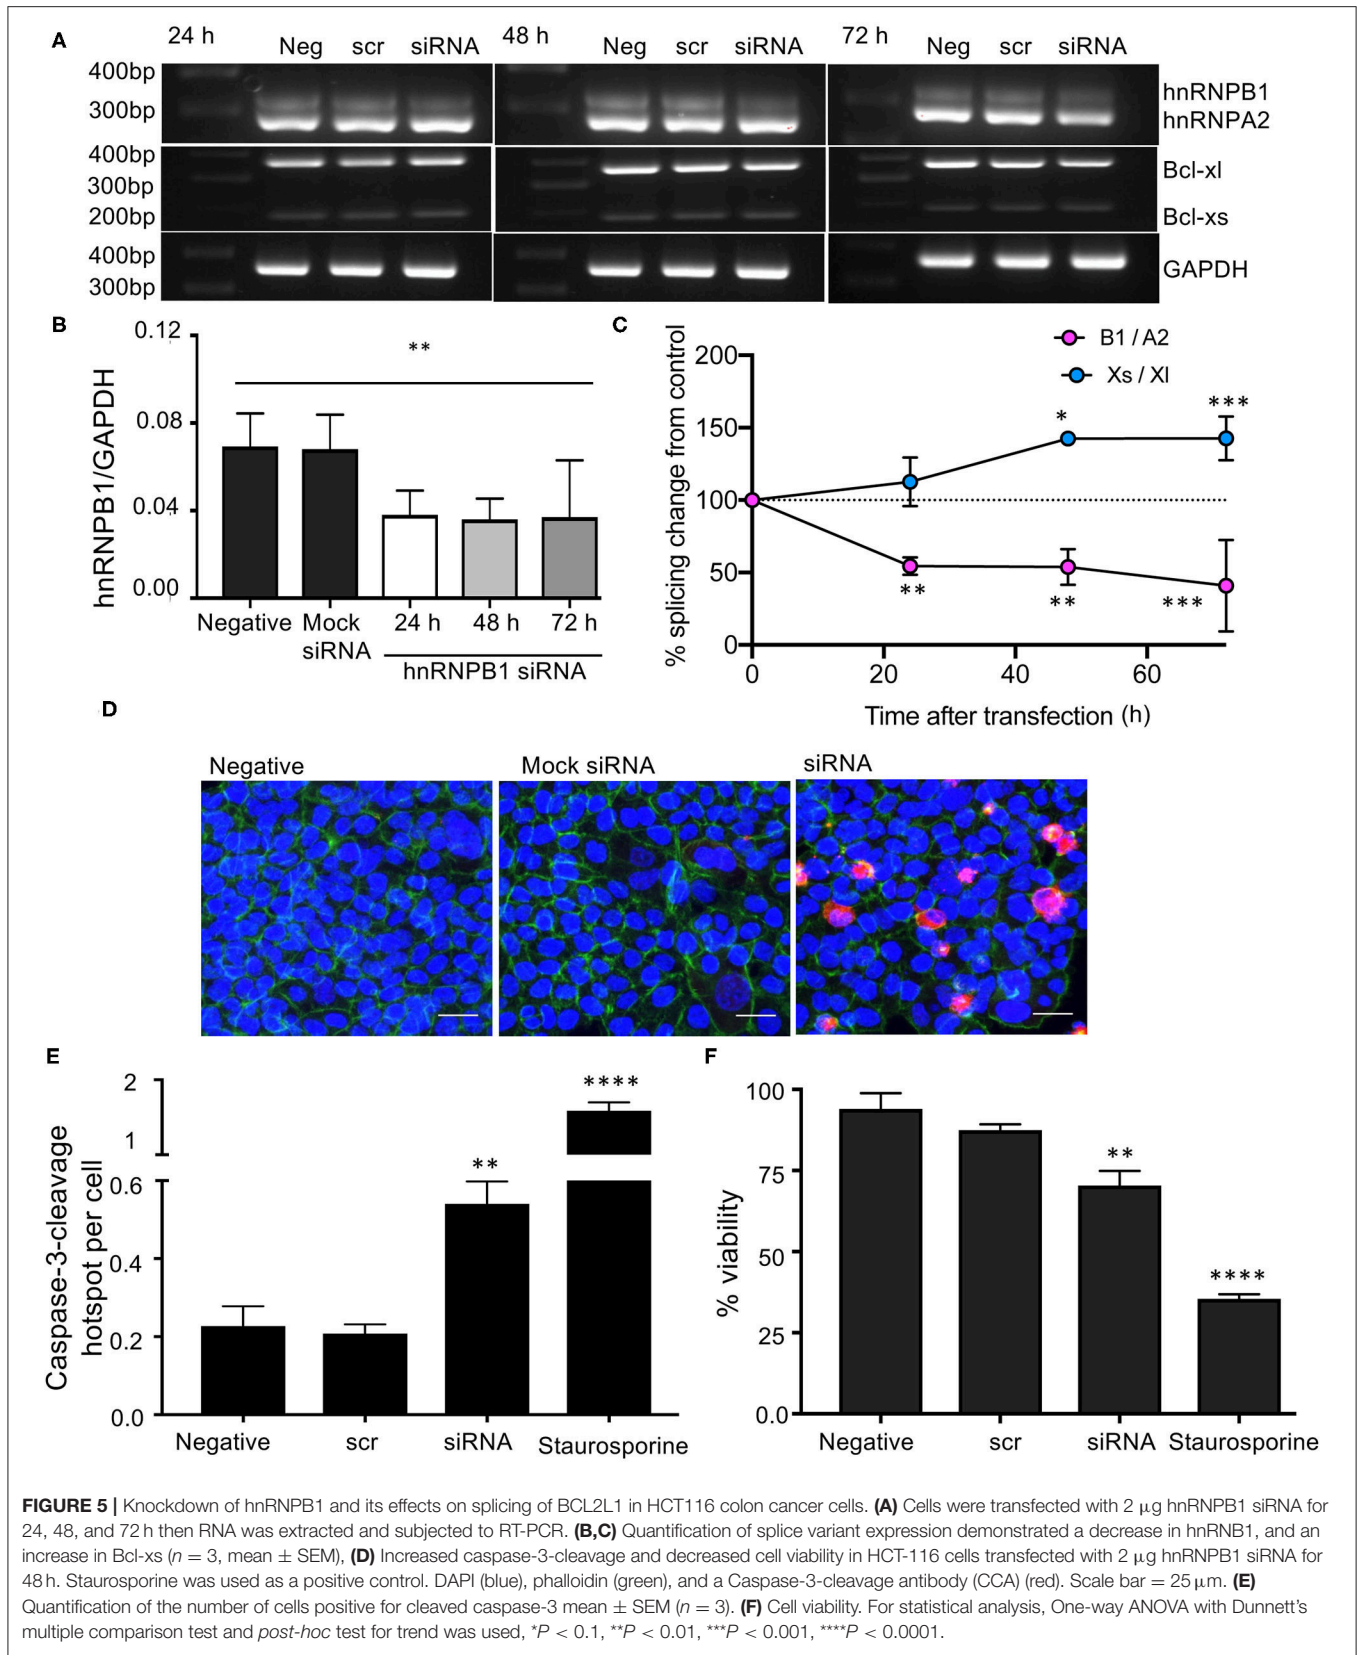 A
24 h
Neg scr siRNA
48 h
Neg scr siRNA
72 h
Neg scr siRNA
400bp
300bp
hnRNPB1
hnRNPA2
400bp
300bp
200bp
Bcl-xl
Bcl-xs
400bp
300bp
GAPDH
B
hnRNPB1/GAPDH
0.12
0.08
0.04
0.00
**
Negative
Mock
siRNA
24 h
48 h
72 h
hnRNPB1 siRNA
C
B1 / A2
Xs / Xl
% splicing change from control
200
150
100
50
0
*
***
**
**
***
0
20
40
60
Time after transfection (h)
D
Negative
Mock siRNA
siRNA
E
Caspase-3-cleavage
hotspot per cell
2
1
0.6
0.4
0.2
0.0
**
****
Negative
scr
siRNA
Staurosporine
F
% viability
100
75
50
25
0.0
**
****
Negative
scr
siRNA
Staurosporine
FIGURE 5 | Knockdown of hnRNPB1 and its effects on splicing of BCL2L1 in HCT116 colon cancer cells. (A) Cells were transfected with 2 μg hnRNPB1 siRNA for
24, 48, and 72 h then RNA was extracted and subjected to RT-PCR. (B,C) Quantification of splice variant expression demonstrated a decrease in hnRNB1, and an
increase in Bcl-xs (n = 3, mean ± SEM), (D) Increased caspase-3-cleavage and decreased cell viability in HCT-116 cells transfected with 2 μg hnRNPB1 siRNA for
48 h. Staurosporine was used as a positive control. DAPI (blue), phalloidin (green), and a Caspase-3-cleavage antibody (CCA) (red). Scale bar = 25 μm. (E)
Quantification of the number of cells positive for cleaved caspase-3 mean ± SEM (n = 3). (F) Cell viability. For statistical analysis, One-way ANOVA with Dunnett's
multiple comparison test and post-hoc test for trend was used, *P < 0.1, **P < 0.01, ***P < 0.001, ****P < 0.0001.